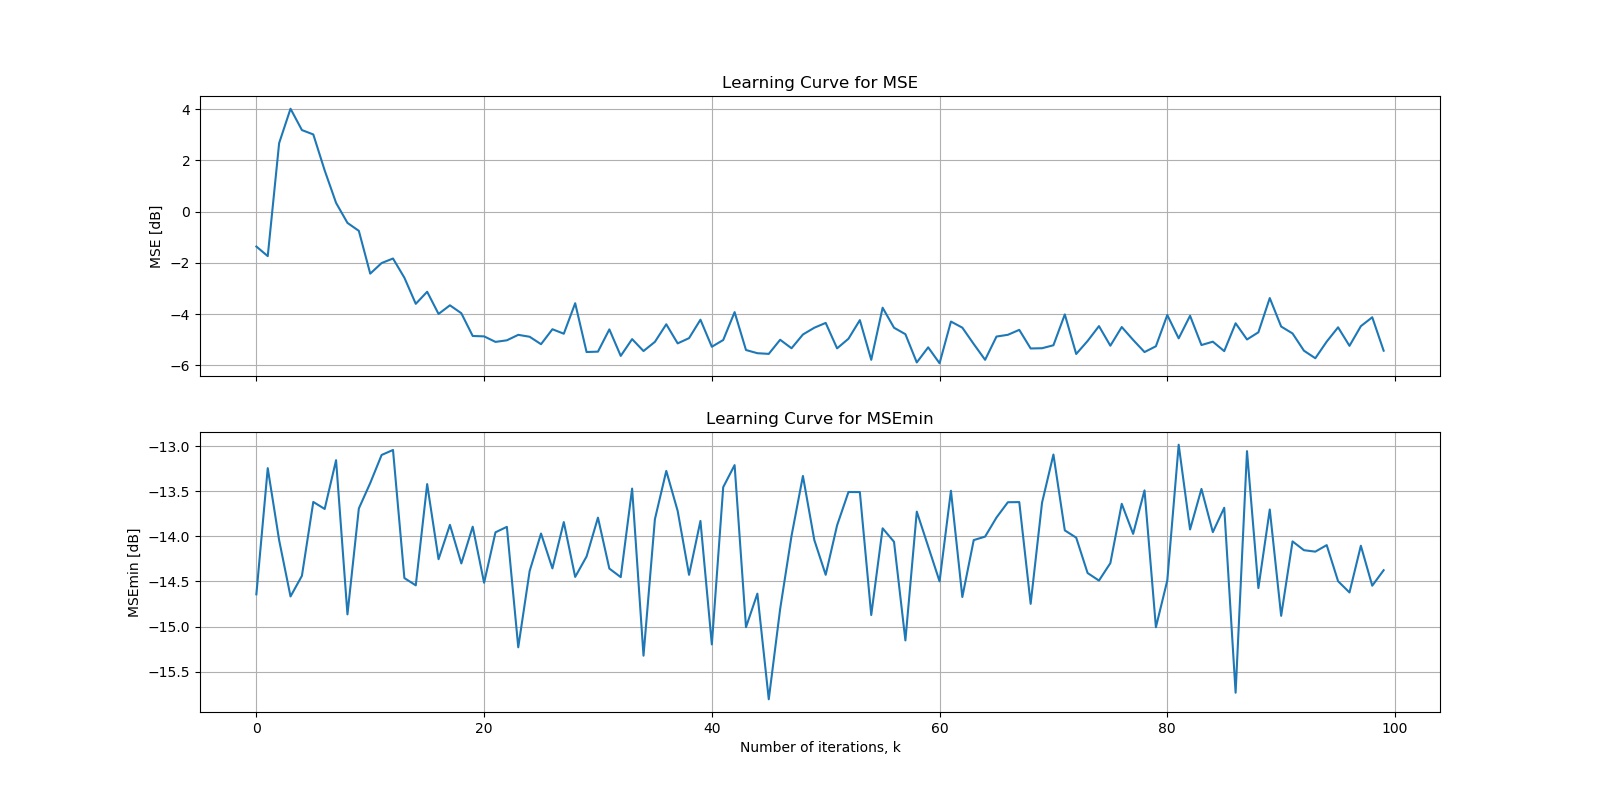 Learning Curve for MSE
4
2
0
−2
−4
−6
MSE [dB]
Learning Curve for MSEmin
−13.0
−13.5
−14.0
−14.5
−15.0
−15.5
MSEmin [dB]
0 20 40 60 80 100
Number of iterations, k